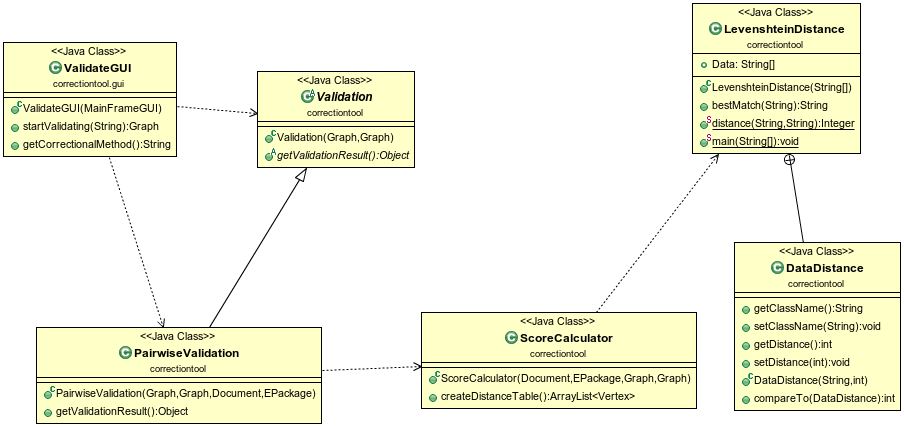 <<Java Class>>
ValidateGUI
correctiontool.gui
ValidateGUI(MainFrameGUI)
startValidating(String):Graph
getCorrectionalMethod():String
<<Java Class>>
Validation
correctiontool
Validation(Graph,Graph)
getValidationResult():Object
<<Java Class>>
LevenshteinDistance
correctiontool
Data: String[]
LevenshteinDistance(String[])
bestMatch(String):String
distance(String,String):Integer
main(String[]):void
<<Java Class>>
DataDistance
correctiontool
getClassName():String
setClassName(String):void
getDistance():int
setDistance(int):void
DataDistance(String,int)
compareTo(DataDistance):int
<<Java Class>>
PairwiseValidation
correctiontool
PairwiseValidation(Graph,Graph,Document,EPackage)
getValidationResult():Object
<<Java Class>>
ScoreCalculator
correctiontool
ScoreCalculator(Document,EPackage,Graph,Graph)
createDistanceTable():ArrayList<Vertex>